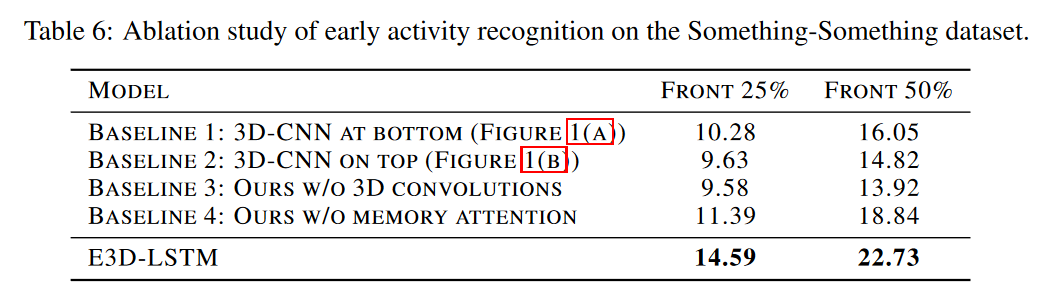 Table 6: Ablation study of early activity recognition on the Something-Something dataset.
MODEL FRONT 25% FRONT 50%
BASELINE 1: 3D-CNN AT BOTTOM (FIGURE 1(A)) 10.28 16.05
BASELINE 2: 3D-CNN ON TOP (FIGURE 1(B)) 9.63 14.82
BASELINE 3: OURS W/O 3D CONVOLUTIONS 9.58 13.92
BASELINE 4: OURS W/O MEMORY ATTENTION 11.39 18.84
E3D-LSTM 14.59 22.73